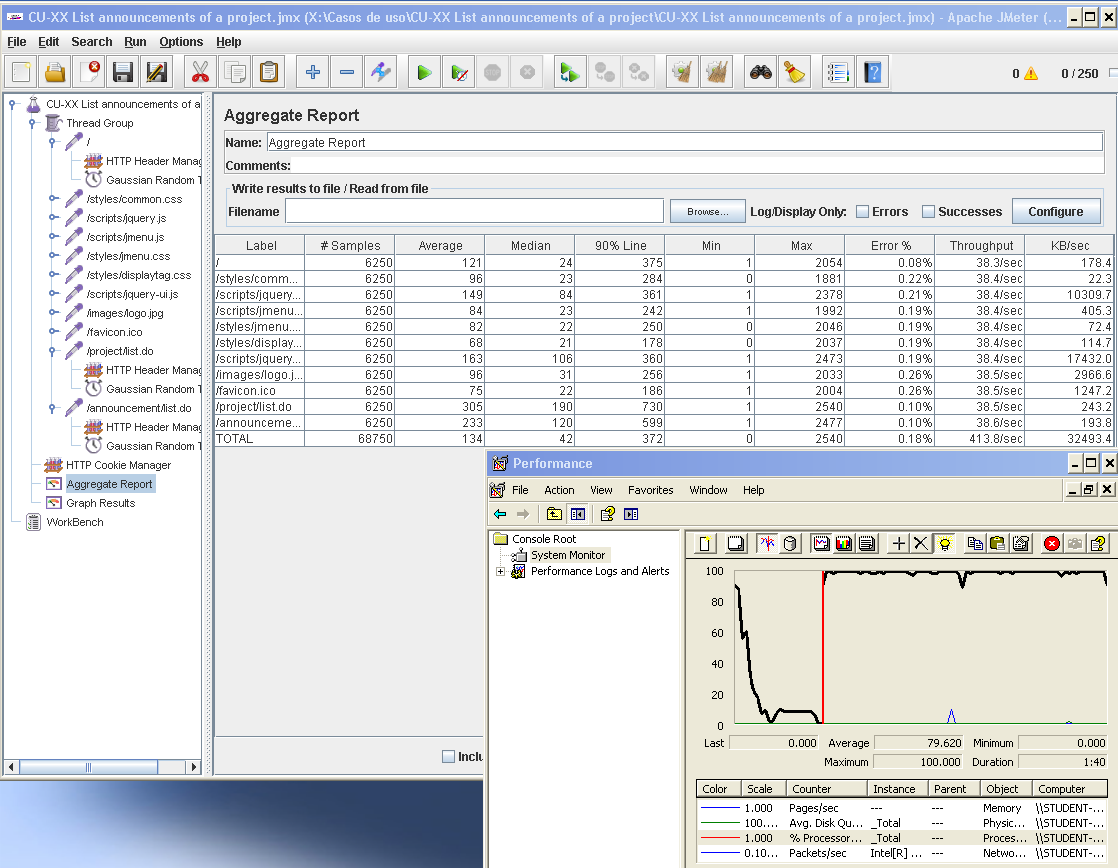 CU-XX List announcements of a project.jmx (X:\Casos de uso\CU-XX List announcements of a project\CU-XX List announcements of a project.jmx) - Apache JMeter (...
File Edit Search Run Options Help
0 0 / 250
CU-XX List announcements of a
Thread Group
/
HTTP Header Manag
Gaussian Random T
/styles/common.css
/scripts/jquery.js
/scripts/jmenu.js
/styles/jmenu.css
/styles/displaytag.css
/scripts/jquery-ui.js
/images/logo.jpg
/favicon.ico
/project/list.do
HTTP Header Manag
Gaussian Random T
/announcement/list.do
HTTP Header Manag
Gaussian Random T
HTTP Cookie Manager
Aggregate Report
Graph Results
WorkBench
Aggregate Report
Name: Aggregate Report
Comments:
Write results to file / Read from file
Filename Browse... Log/Display Only: Errors Successes Configure
Label # Samples Average Median 90% Line Min Max Error % Throughput KB/sec
/ 6250 121 24 375 1 2054 0.08% 38.3/sec 178.4
/styles/comm... 6250 96 23 284 0 1881 0.22% 38.4/sec 22.3
/scripts/jquery... 6250 149 84 361 1 2378 0.21% 38.4/sec 10309.7
/scripts/jmenu... 6250 84 23 242 1 1992 0.19% 38.4/sec 405.3
/styles/jmenu.... 6250 82 22 250 0 2046 0.19% 38.4/sec 72.4
/styles/display... 6250 68 21 178 0 2037 0.19% 38.4/sec 114.7
/scripts/jquery... 6250 163 106 360 1 2473 0.19% 38.4/sec 17432.0
/images/logo.j... 6250 96 31 256 1 2033 0.26% 38.5/sec 2966.6
/favicon.ico 6250 75 22 186 1 2004 0.26% 38.5/sec 1247.2
/project/list.do 6250 305 190 730 1 2540 0.10% 38.5/sec 243.2
/announceme... 6250 233 120 599 1 2477 0.10% 38.6/sec 193.8
TOTAL 68750 134 42 372 0 2540 0.18% 413.8/sec 32493.4
Inclu
Performance
File Action View Favorites Window Help
Console Root
System Monitor
Performance Logs and Alerts
100
80
60
40
20
0
Last 0.000 Average 79.620 Minimum 0.000
Maximum 100.000 Duration 1:40
Color Scale Counter Instance Parent Object Computer
1.000 Pages/sec --- --- Memory \\STUDENT-...
100.... Avg. Disk Qu... _Total --- Physic... \\STUDENT-...
1.000 % Processor... _Total --- Proces... \\STUDENT-...
0.10... Packets/sec Intel[R] ... --- Netwo... \\STUDENT-...